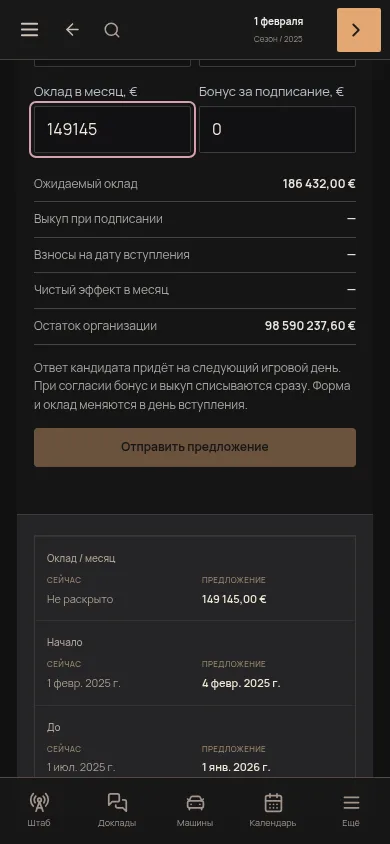 1 февраля
Сезон / 2025
Оклад в месяц, € Бонус за подписание, €
149145 0
Ожидаемый оклад 186 432,00 €
Выкуп при подписании —
Взносы на дату вступления —
Чистый эффект в месяц —
Остаток организации 98 590 237,60 €
Ответ кандидата придёт на следующий игровой день.
При согласии бонус и выкуп списываются сразу. Форма
и оклад меняются в день вступления.
Отправить предложение
Оклад / месяц
СЕЙЧАС ПРЕДЛОЖЕНИЕ
Не раскрыто 149 145,00 €
Начало
СЕЙЧАС ПРЕДЛОЖЕНИЕ
1 февр. 2025 г. 4 февр. 2025 г.
До
СЕЙЧАС ПРЕДЛОЖЕНИЕ
1 июл. 2025 г. 1 янв. 2026 г.
Штаб Доклады Машины Календарь Ещё